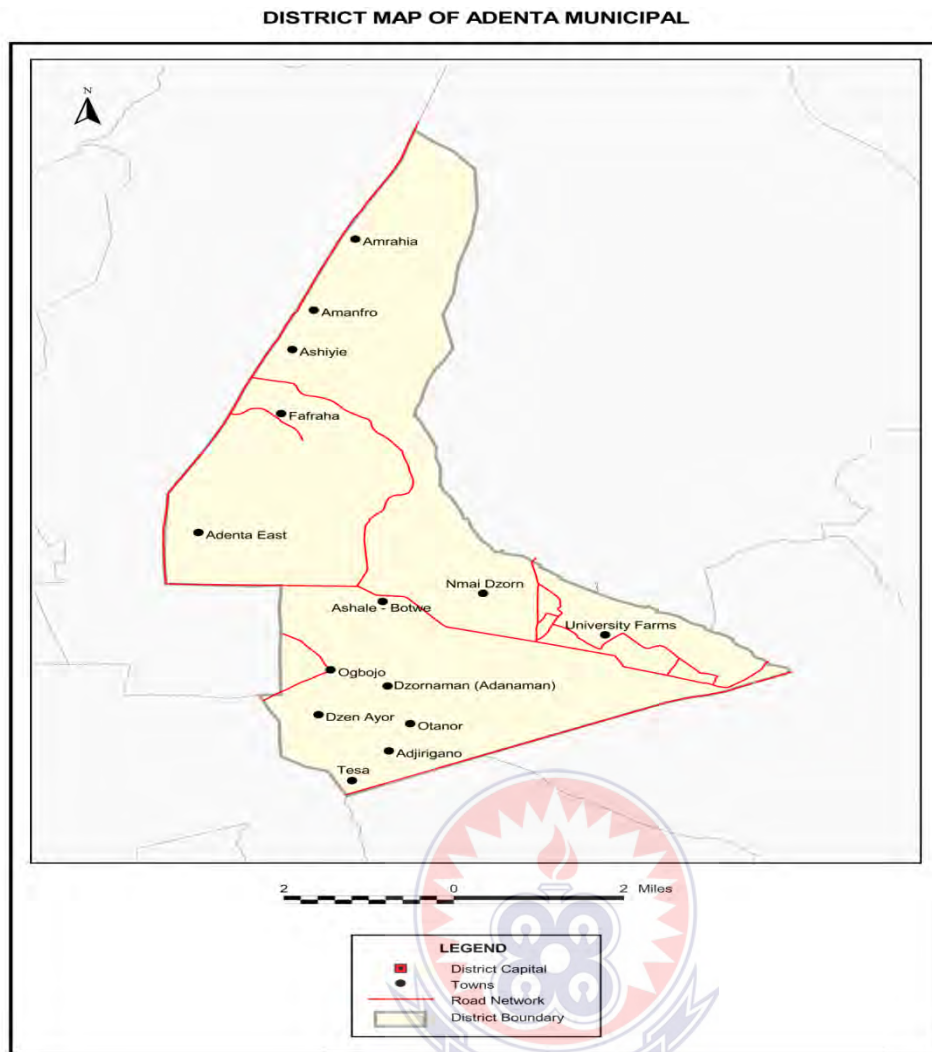 DISTRICT MAP OF ADENTA MUNICIPAL
N
Amrahia
Amanfro
Ashiyie
Fafraha
Adenta East
Nmai Dzorn
Ashale - Botwe
University Farms
Ogbojo
Dzornaman (Adanaman)
Dzen Ayor
Otanor
Adjirigano
Tesa
2 0 2 Miles
LEGEND
District Capital
Towns
Road Network
District Boundary